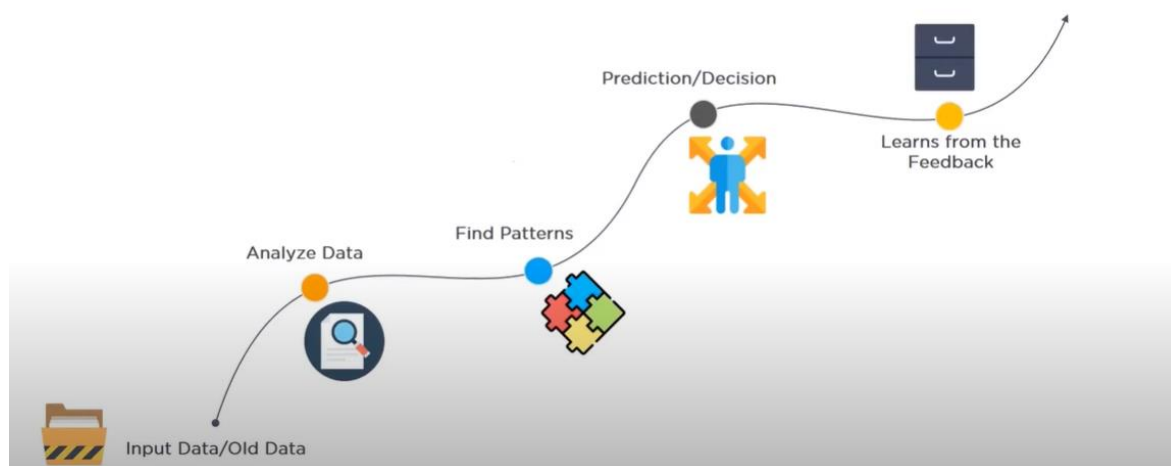 Input Data/Old Data
Analyze Data
Find Patterns
Prediction/Decision
Learns from the
Feedback